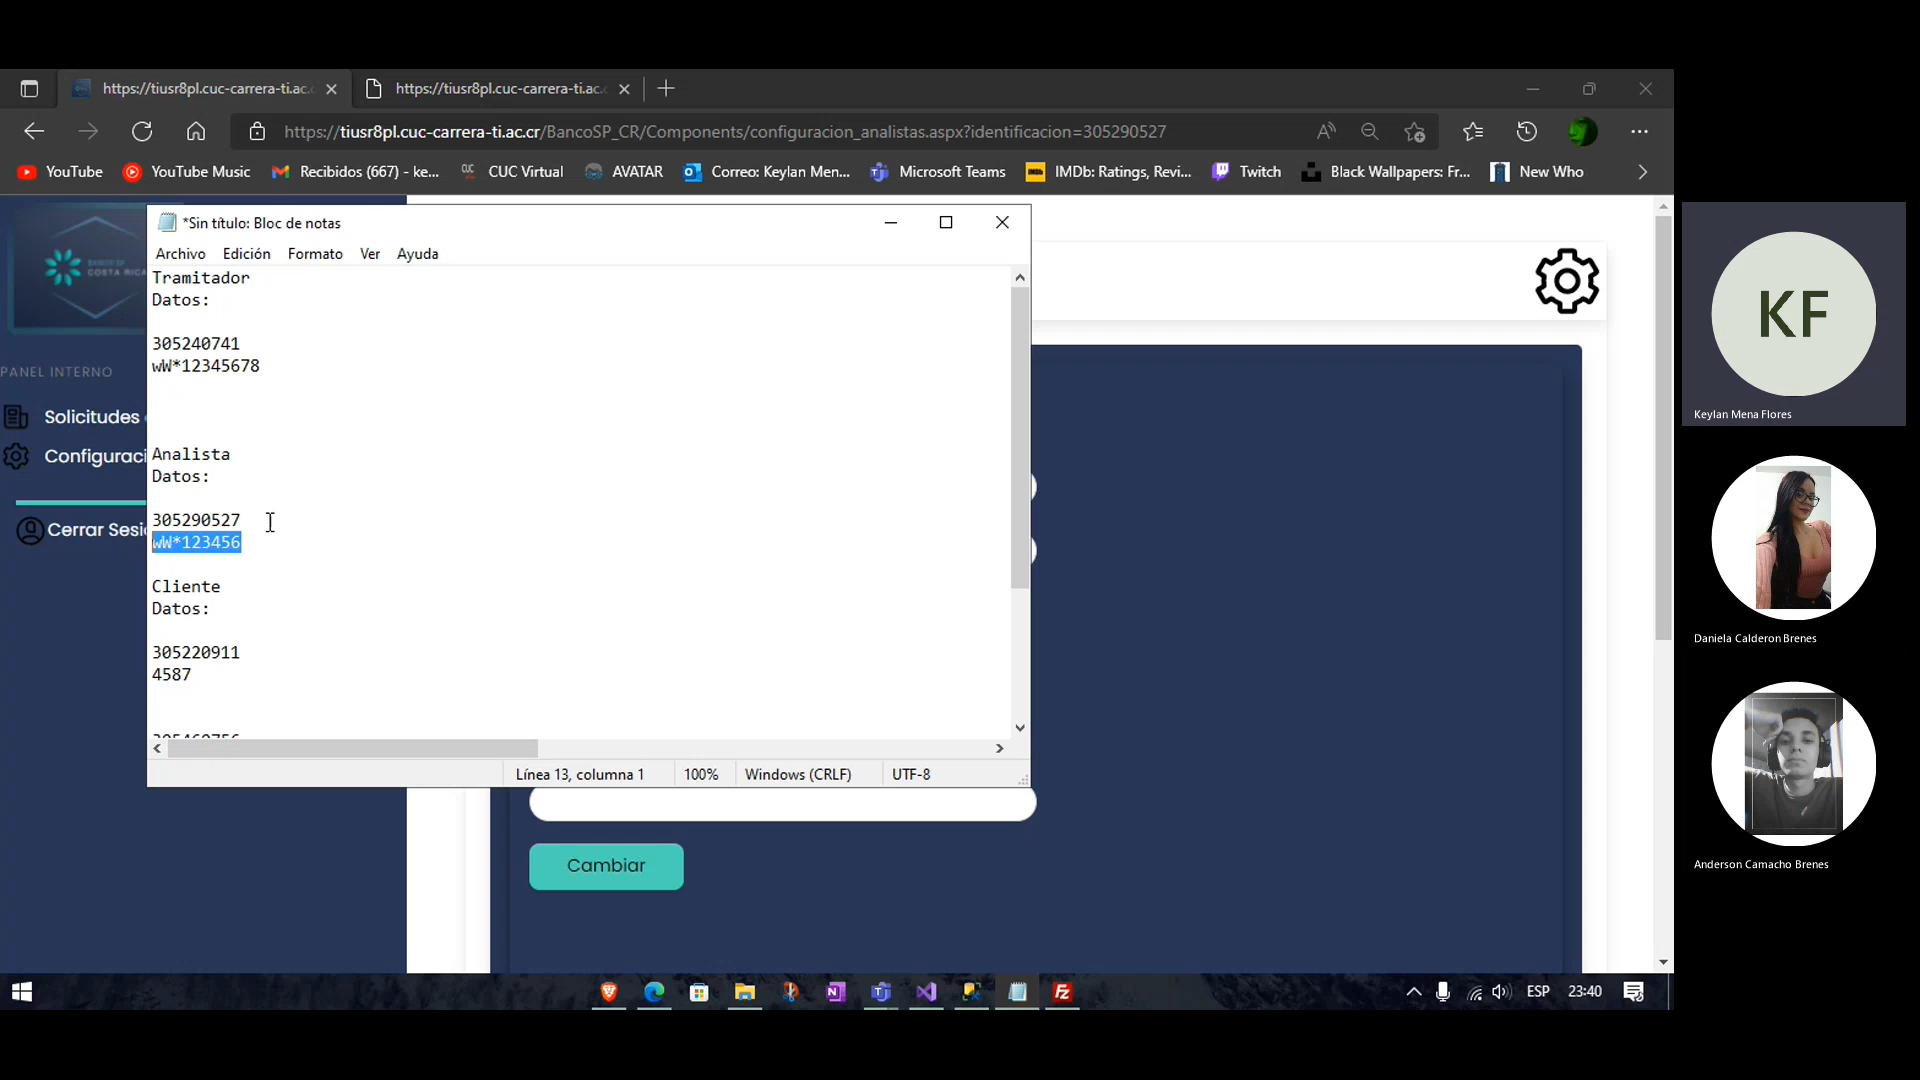 https://tiusr8pl.cuc-carrera-ti.ac.c
https://tiusr8pl.cuc-carrera-ti.ac.c
https://tiusr8pl.cuc-carrera-ti.ac.cr/BancoSP_CR/Components/configuracion_analistas.aspx?identificacion=305290527
YouTube
YouTube Music
Recibidos (667) - ke...
CUC Virtual
AVATAR
Correo: Keylan Men...
Microsoft Teams
IMDb: Ratings, Revi...
Twitch
Black Wallpapers: Fr...
New Who
*Sin título: Bloc de notas
Archivo Edición Formato Ver Ayuda
Tramitador
Datos:
305240741
wW*12345678
Analista
Datos:
305290527
wW*123456
Cliente
Datos:
305220911
4587
Línea 13, columna 1
100%
Windows (CRLF)
UTF-8
BANCO SP
COSTA RICA
PANEL INTERNO
Solicitudes
Configuraci
Cerrar Sesi
Cambiar
KF
Keylan Mena Flores
Daniela Calderon Brenes
Anderson Camacho Brenes
ESP
23:40